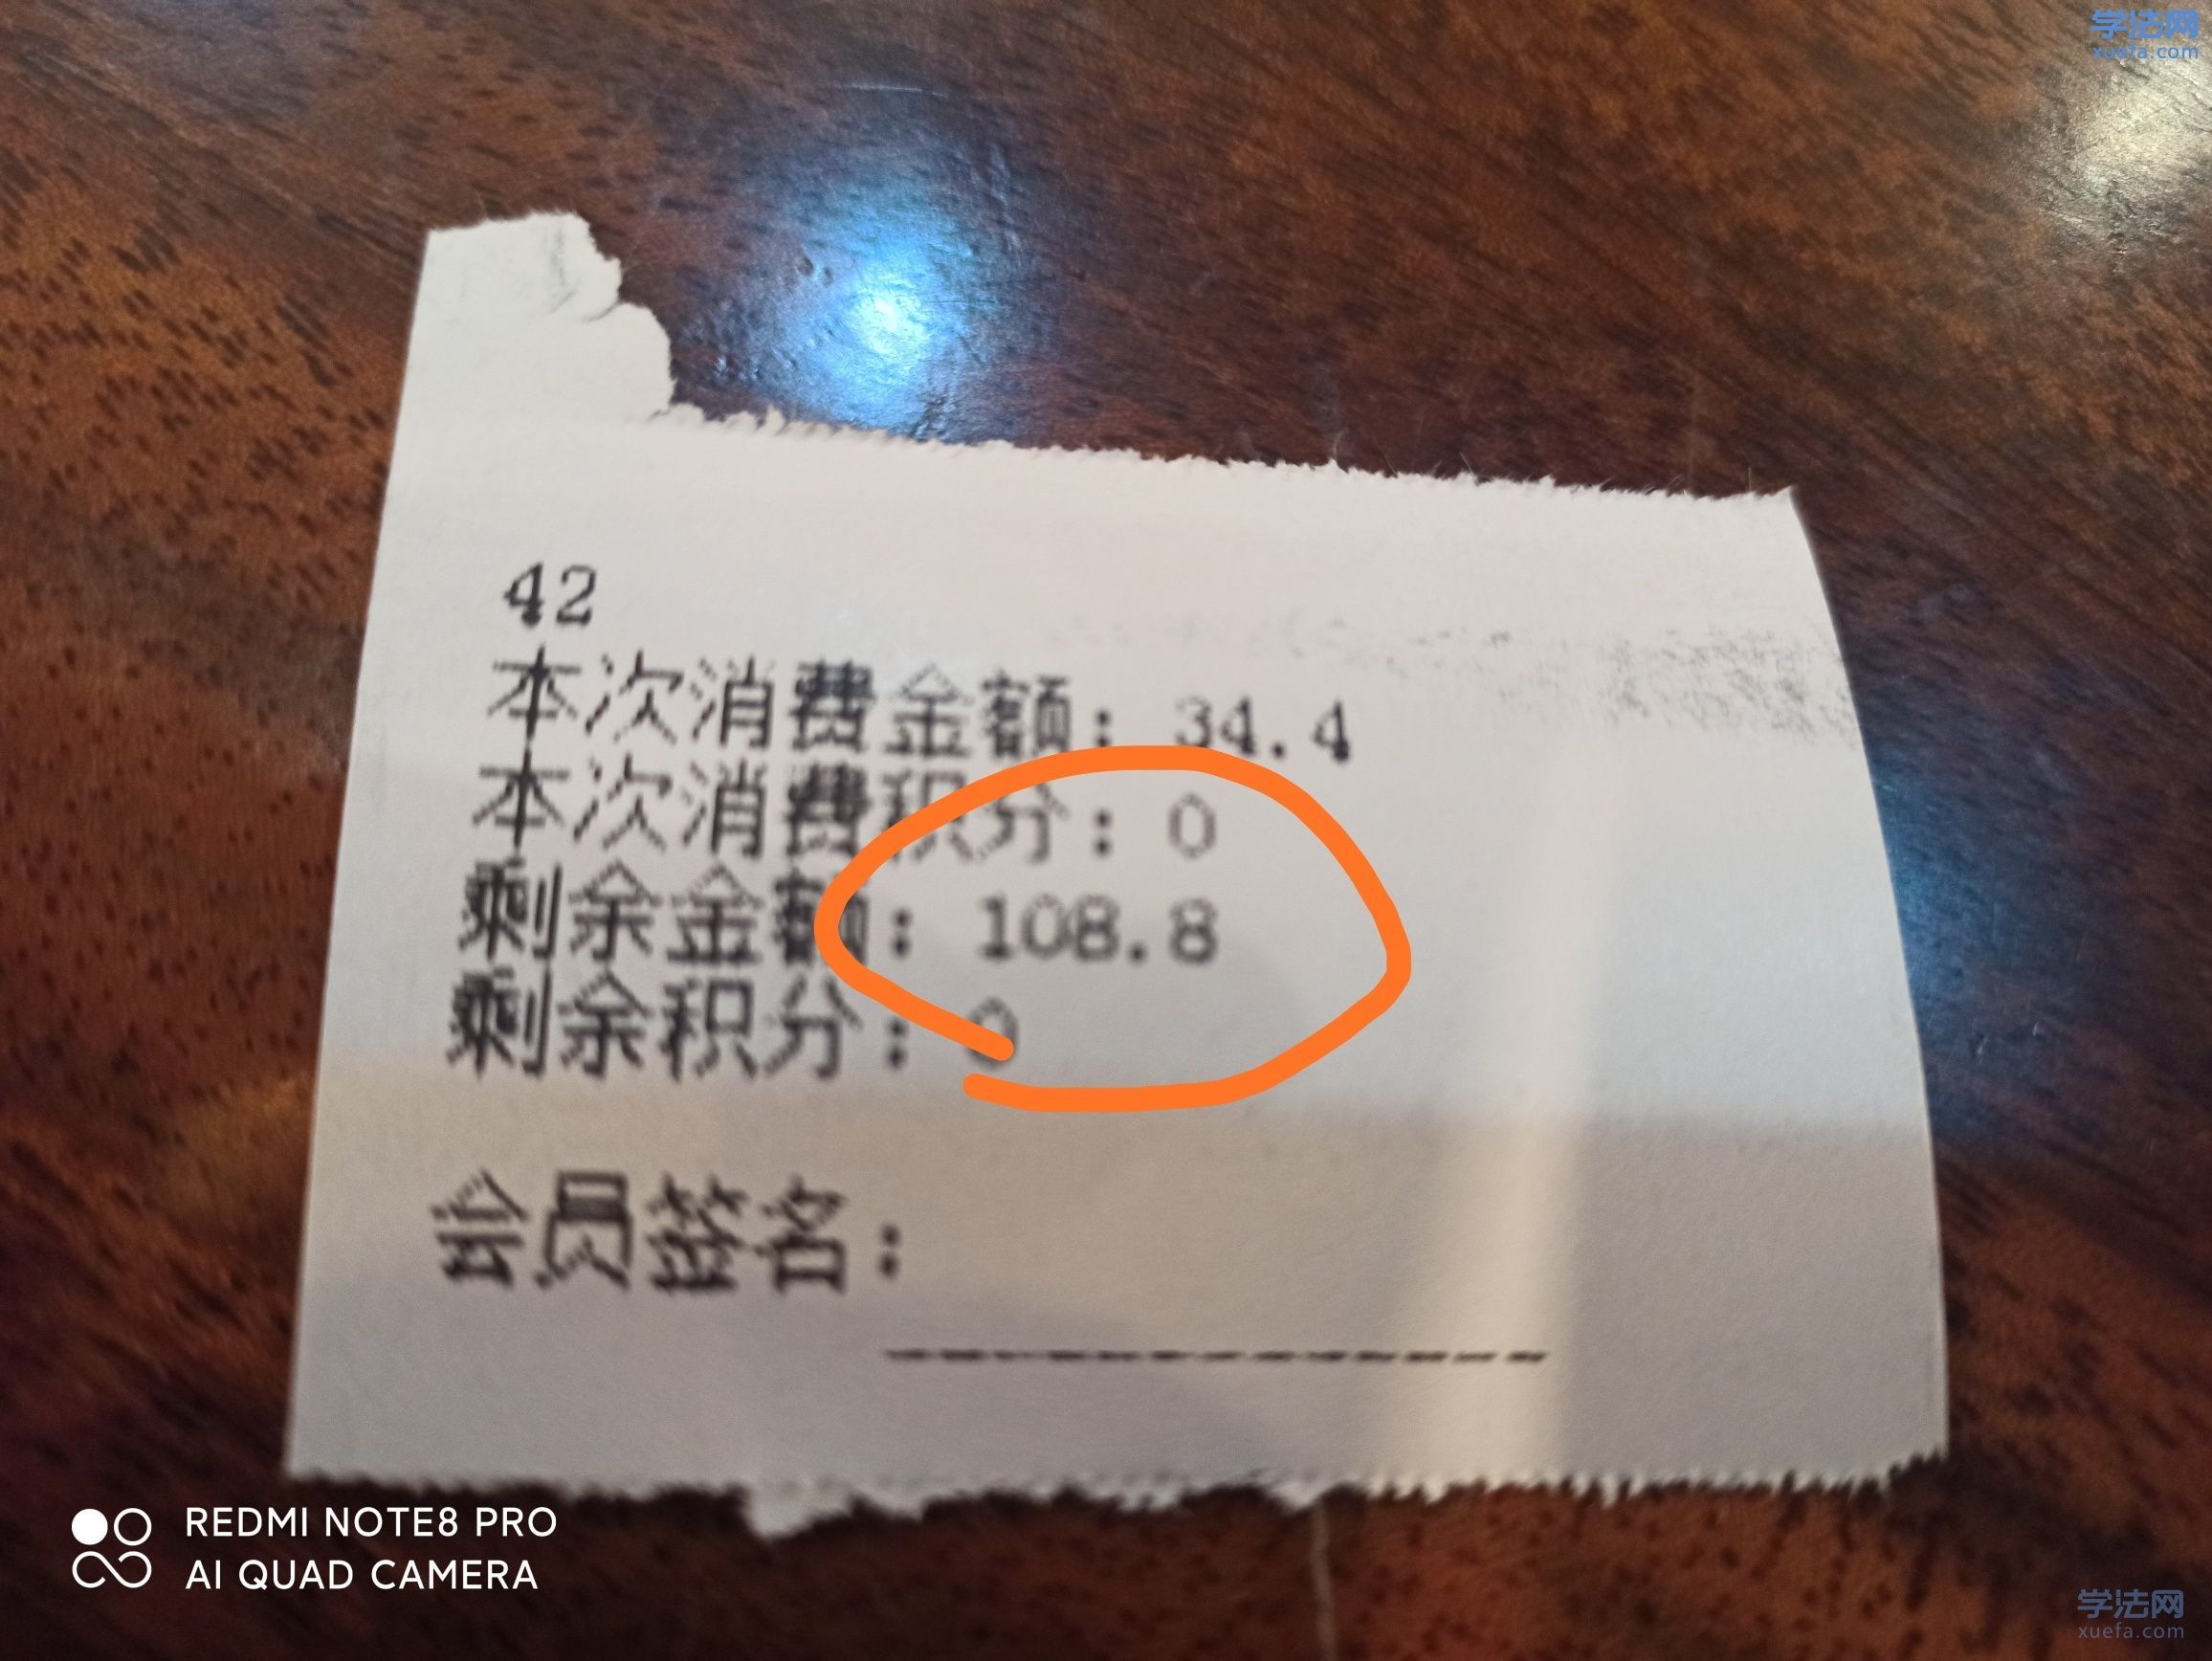 学法网
xuefa.com
42
本次消费金额: 34.4
本次消费积分: 0
剩余金额: 108.8
剩余积分: 0
会员签名:
REDMI NOTE8 PRO
AI QUAD CAMERA
学法网
xuefa.com